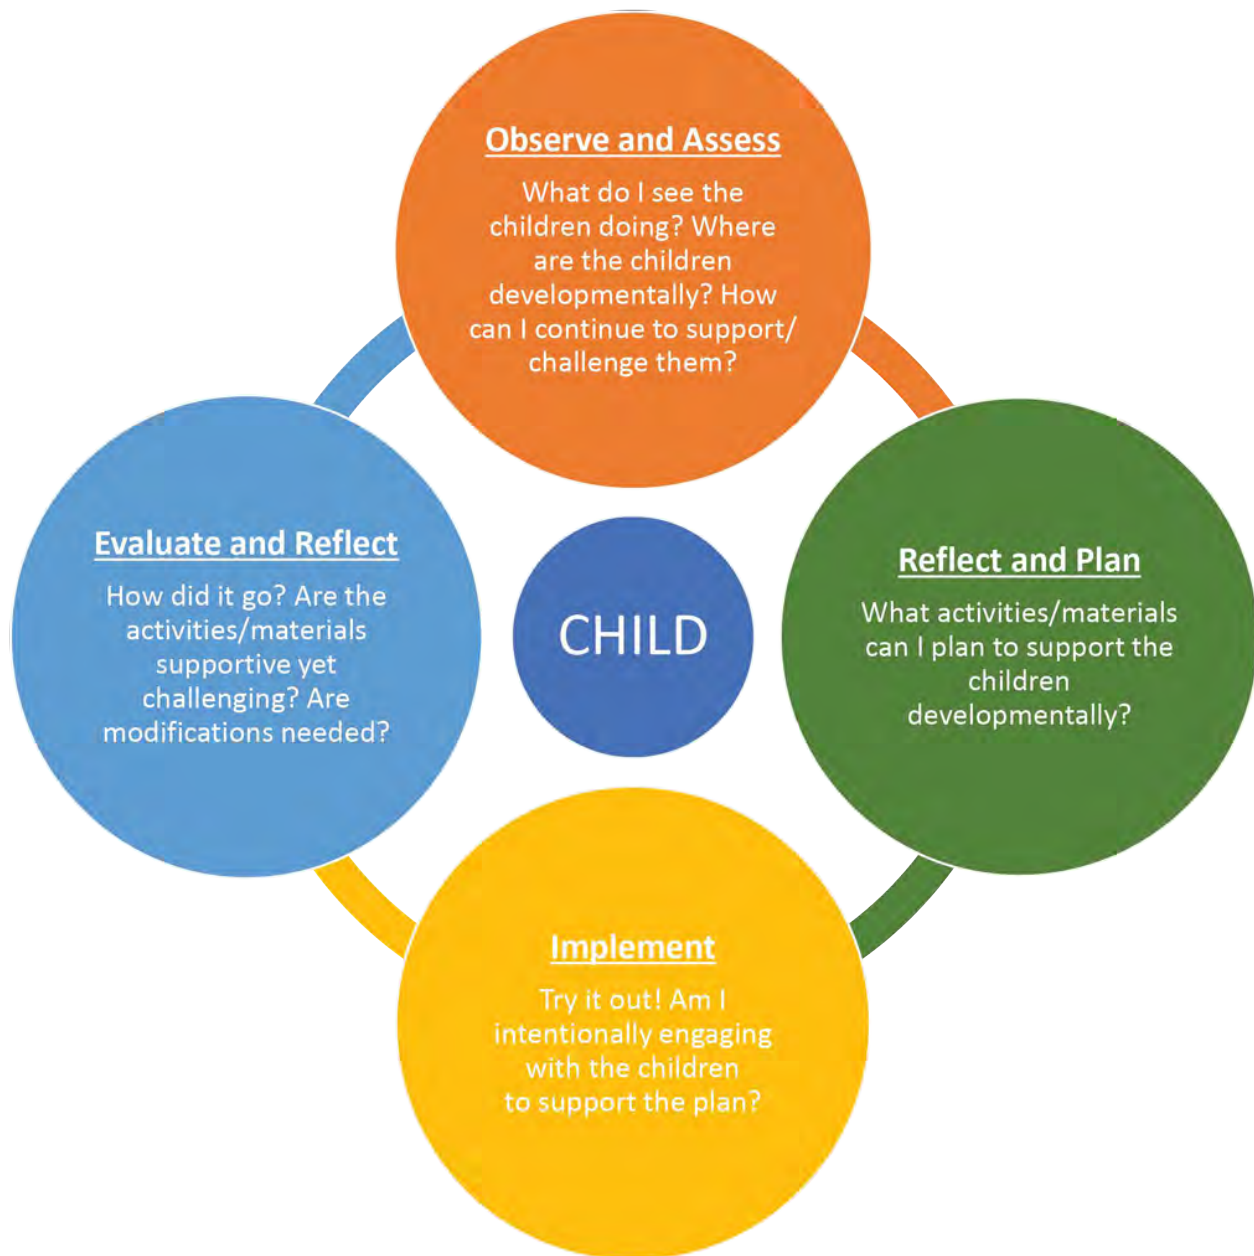 Observe and Assess
What do I see the
children doing? Where
are the children
developmentally? How
can I continue to support/
challenge them?
Evaluate and Reflect
How did it go? Are the
activities/materials
supportive yet
challenging? Are
modifications needed?
CHILD
Reflect and Plan
What activities/materials
can I plan to support the
children
developmentally?
Implement
Try it out! Am I
intentionally engaging
with the children
to support the plan?